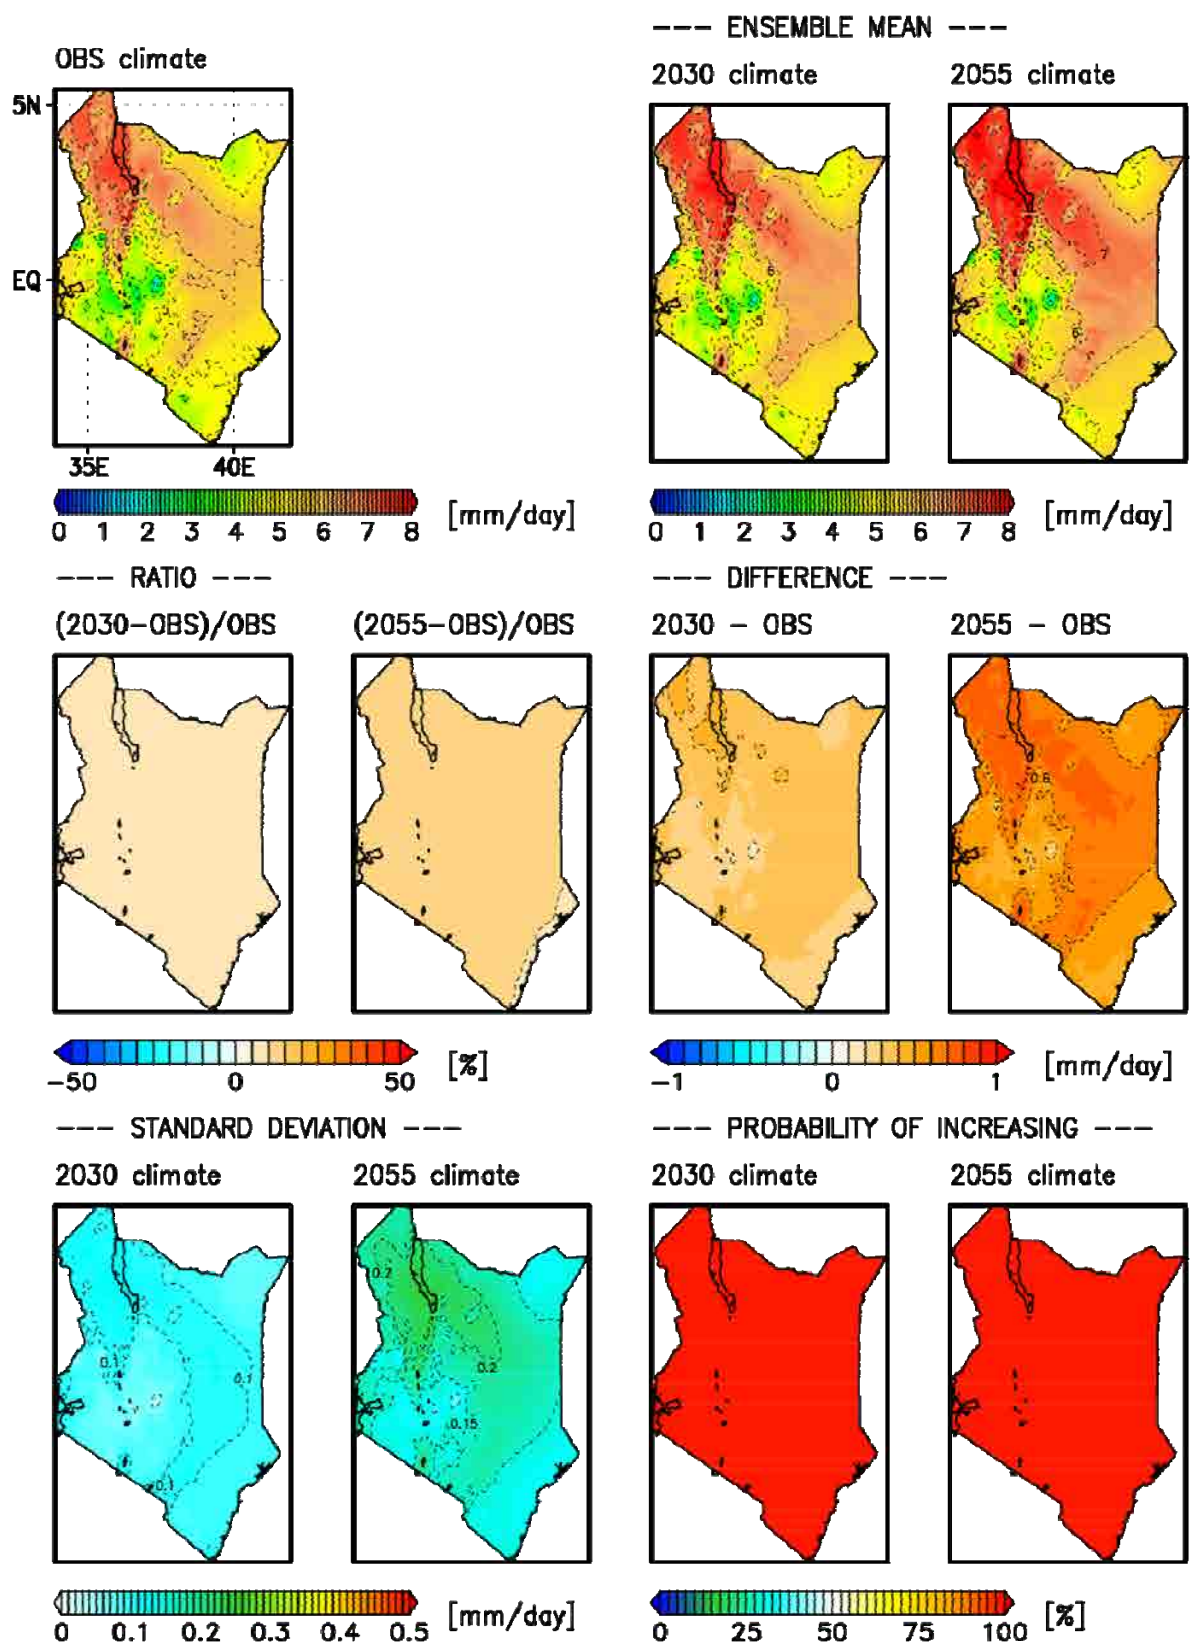 --- ENSEMBLE MEAN ---
OBS climate
2030 climate
2055 climate
5N
EQ
35E 40E
6
6
5
5
7
6
0 1 2 3 4 5 6 7 8 [mm/day]
0 1 2 3 4 5 6 7 8 [mm/day]
--- RATIO ---
--- DIFFERENCE ---
(2030-OBS)/OBS
(2055-OBS)/OBS
2030 - OBS
2055 - OBS
-50 0 50 [%]
-1 0 1 [mm/day]
--- STANDARD DEVIATION ---
--- PROBABILITY OF INCREASING ---
2030 climate
2055 climate
2030 climate
2055 climate
0.1
0.1
0.1
0.2
0.2
0.15
0 0.1 0.2 0.3 0.4 0.5 [mm/day]
0 25 50 75 100 [%]